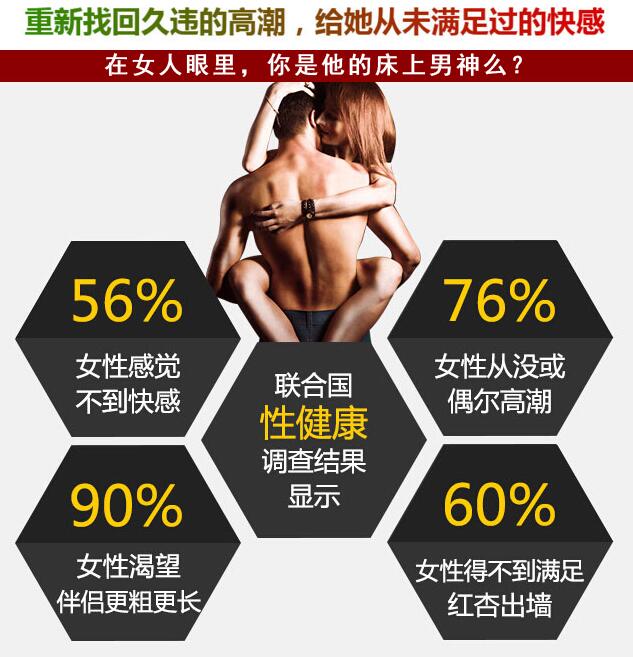 重新找回久违的高潮，给她从未满足过的快感
在女人眼里，你是他的床上男神么？
56%
女性感觉
不到快感
76%
女性从没或
偶尔高潮
联合国
性健康
调查结果
显示
90%
女性渴望
伴侣更粗更长
60%
女性得不到满足
红杏出墙